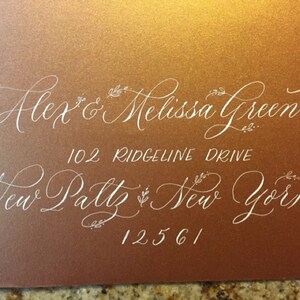 Alex & Melissa Green
102 RIDGELINE DRIVE
New Paltz New York
12561